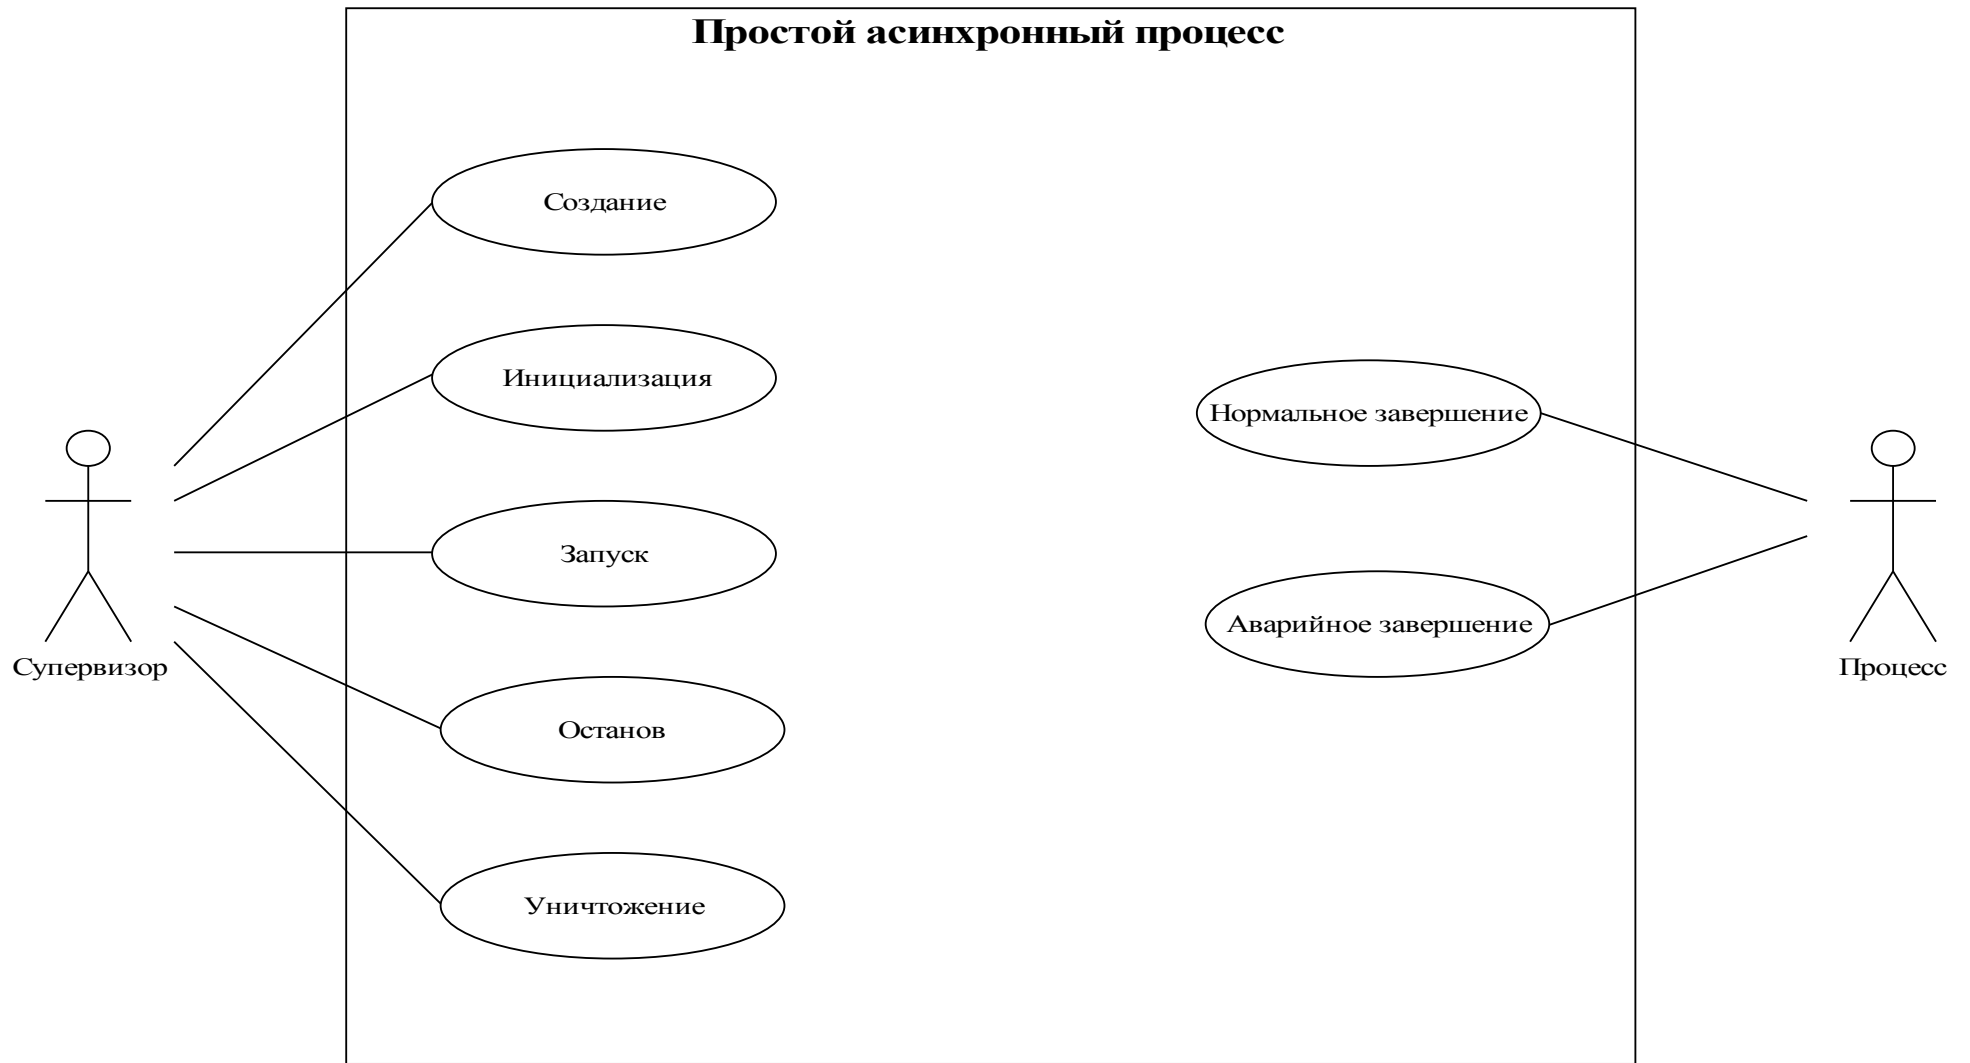 Простой асинхронный процесс
Создание
Инициализация
Запуск
Останов
Уничтожение
Нормальное завершение
Аварийное завершение
Супервизор
Процесс